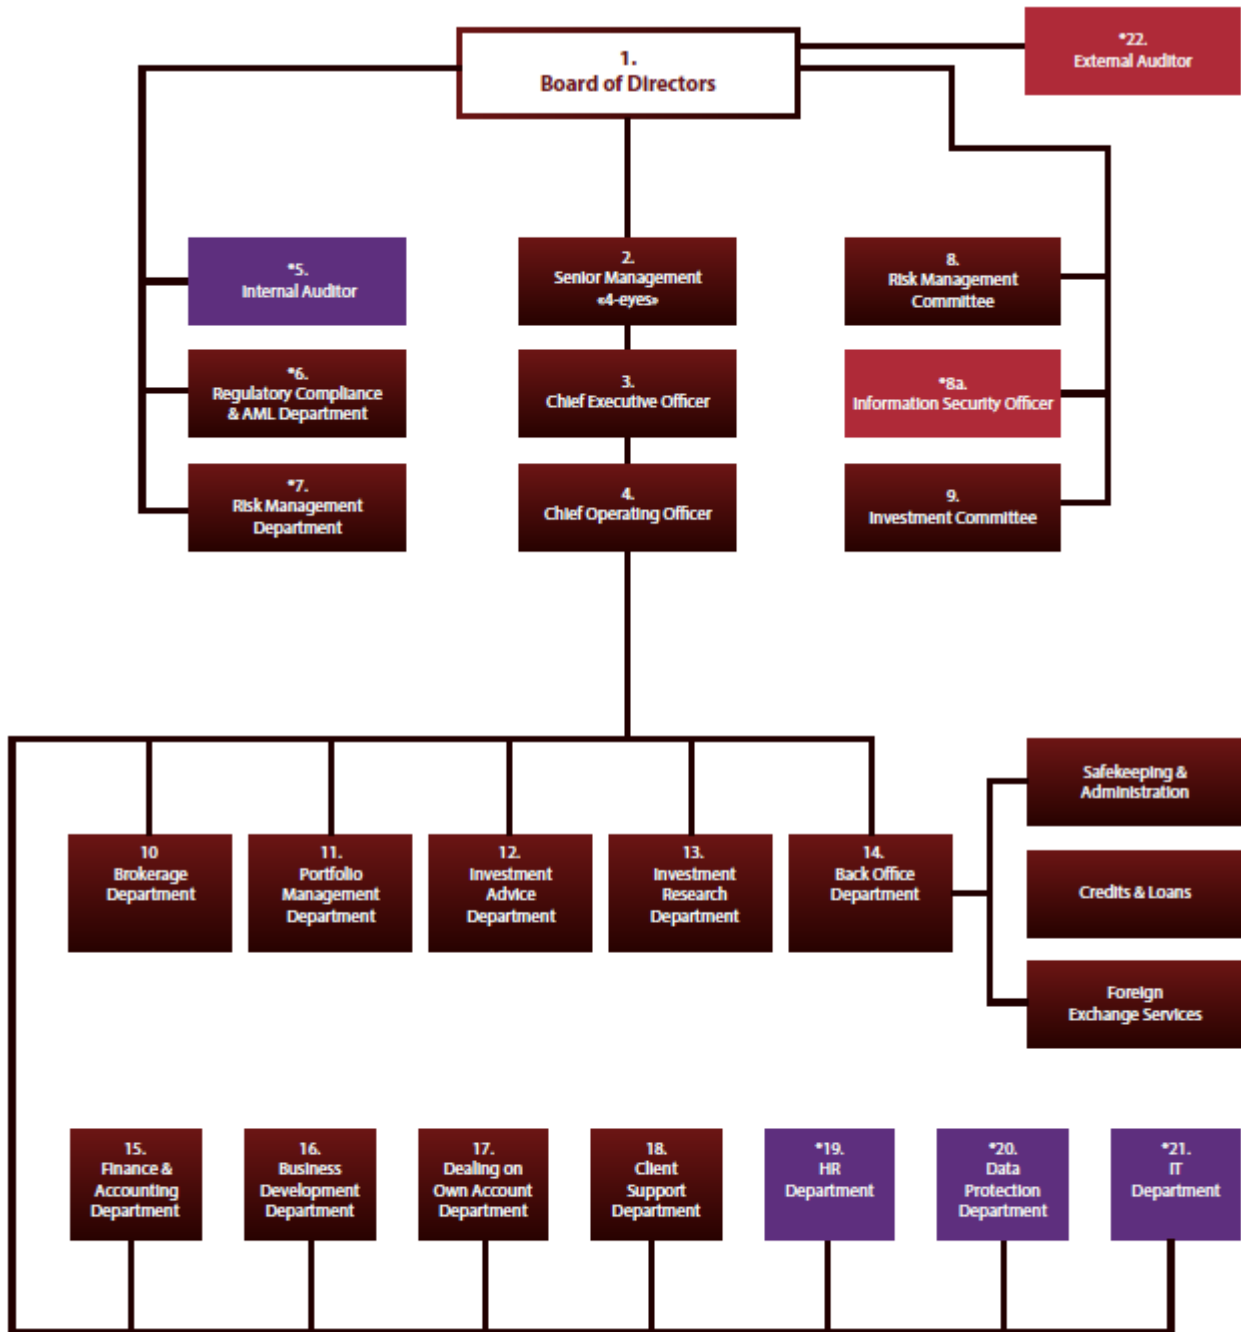 1.
Board of Directors
*22.
External Auditor
*5.
Internal Auditor
2.
Senior Management
«4-eyes»
8.
Risk Management
Committee
*6.
Regulatory Compliance
& AML Department
3.
Chief Executive Officer
*8a.
Information Security Officer
*7.
Risk Management
Department
4.
Chief Operating Officer
9.
Investment Committee
10
Brokerage
Department
11.
Portfolio
Management
Department
12.
Investment
Advice
Department
13.
Investment
Research
Department
14.
Back Office
Department
Safekeeping &
Administration
Credits & Loans
Foreign
Exchange Services
15.
Finance &
Accounting
Department
16.
Business
Development
Department
17.
Dealing on
Own Account
Department
18.
Client
Support
Department
*19.
HR
Department
*20.
Data
Protection
Department
*21.
IT
Department